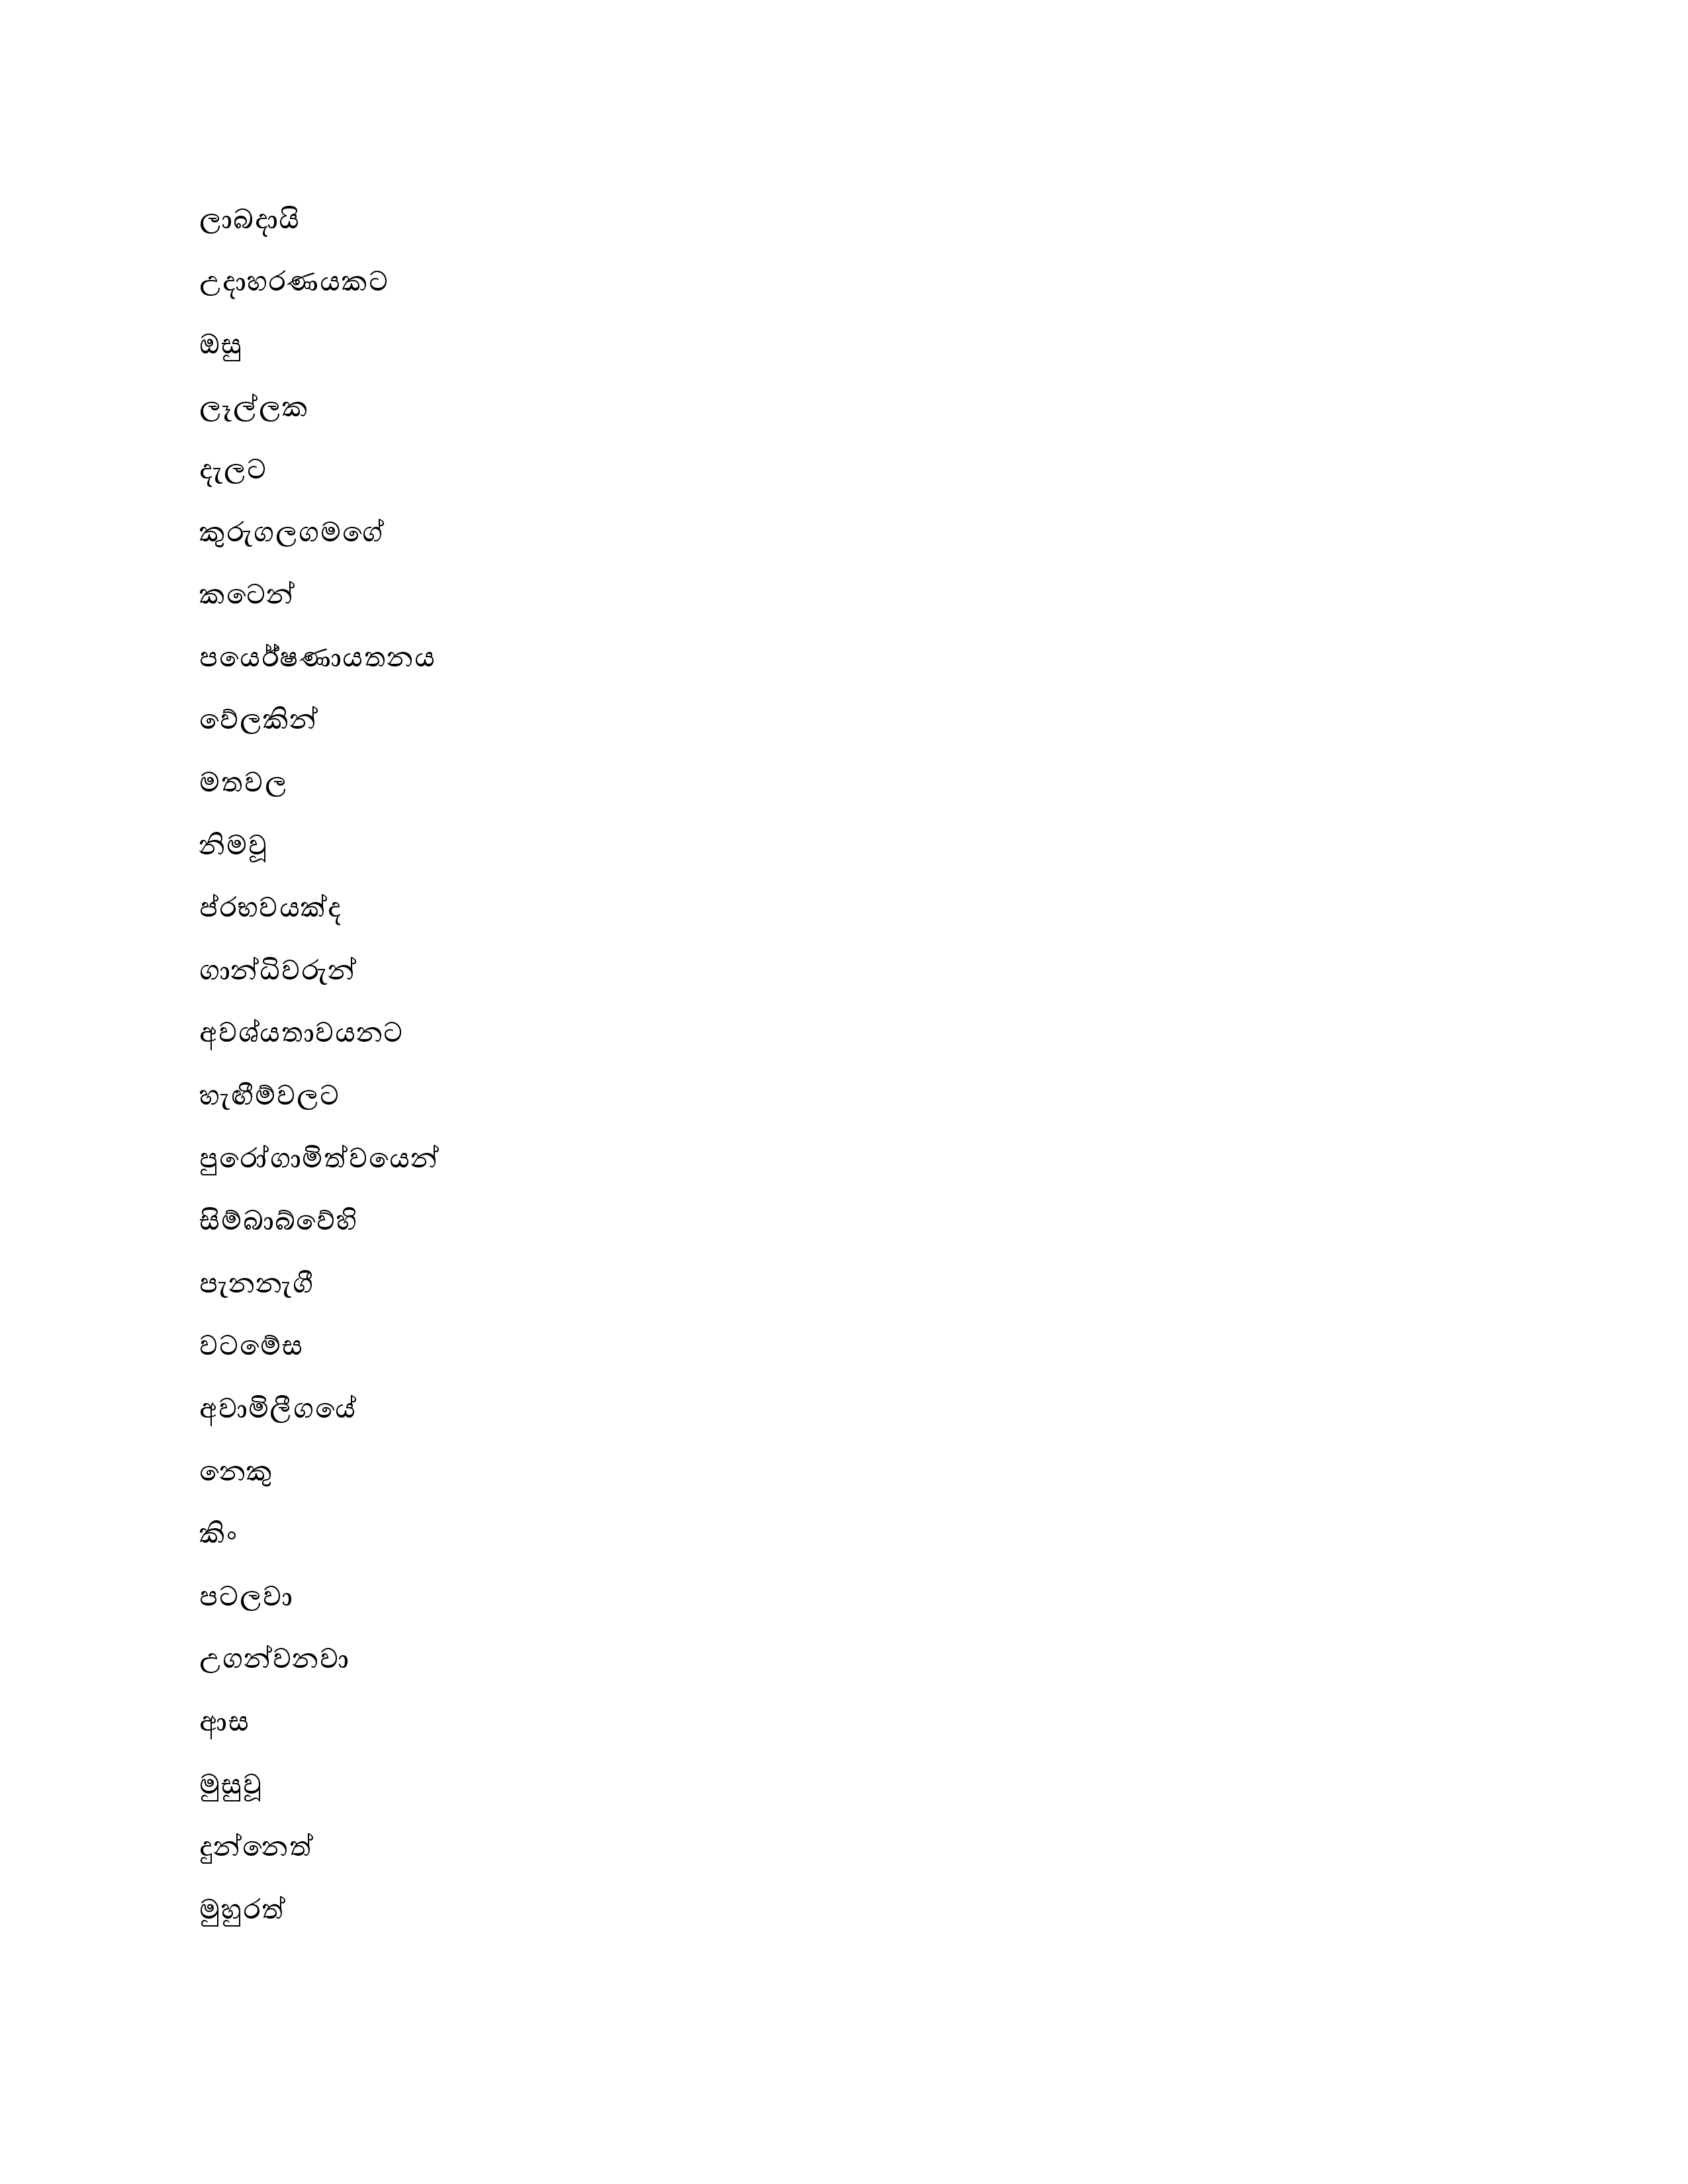 ලාබදායි
උදාහරණයකට
ඔසු
ලෑල්ලක
දැලට
කුරුගලගමගේ
කටෙන්
පයෙර්ෂණායතනය
වේලකින්
මතවල
නිමවූ
ප්රභවයක්ද
ගාන්ධිවරුන්
අවශ්යතාවයනට
හැඟීම්වලට
පුරෝගාමිත්වයෙන්
සිම්බාබ්වේහි
පැනනැගී
වටමේස
අවාමිලීගයේ
නෙකු
කිං
පටලවා
උගන්වනවා
ආස
මුසුවූ
දුන්නෙත්
මුහුරත්